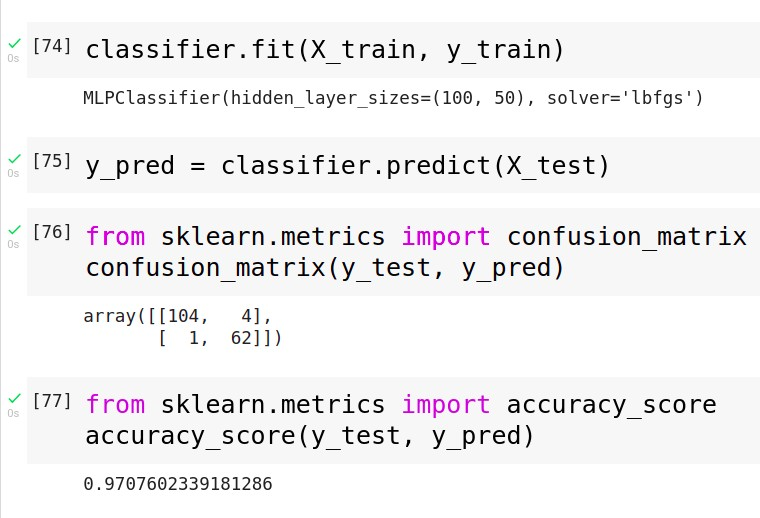 [74] classifier.fit(X_train, y_train)
0s
MLPClassifier(hidden_layer_sizes=(100, 50), solver='lbfgs')
[75] y_pred = classifier.predict(X_test)
0s
[76] from sklearn.metrics import confusion_matrix
0s
confusion_matrix(y_test, y_pred)
array([[104,   4],
       [  1,  62]])
[77] from sklearn.metrics import accuracy_score
0s
accuracy_score(y_test, y_pred)
0.9707602339181286